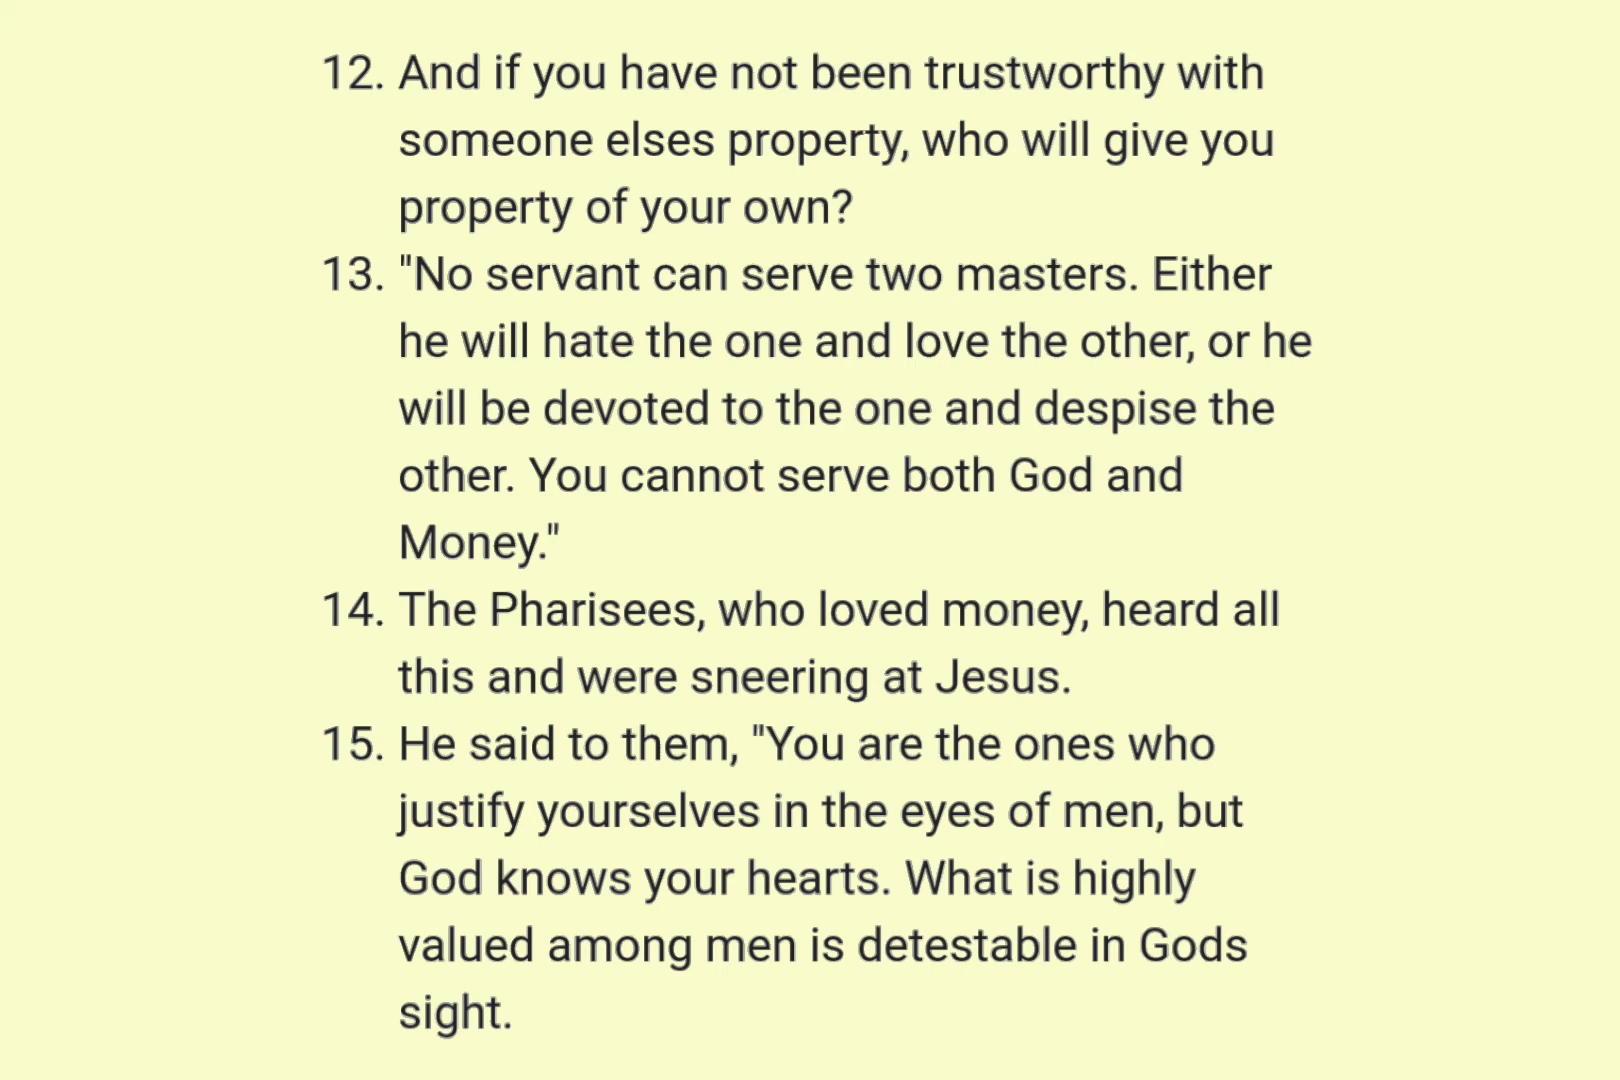 12. And if you have not been trustworthy with
someone elses property, who will give you
property of your own?
13. "No servant can serve two masters. Either
he will hate the one and love the other, or he
will be devoted to the one and despise the
other. You cannot serve both God and
Money."
14. The Pharisees, who loved money, heard all
this and were sneering at Jesus.
15. He said to them, "You are the ones who
justify yourselves in the eyes of men, but
God knows your hearts. What is highly
valued among men is detestable in Gods
sight.